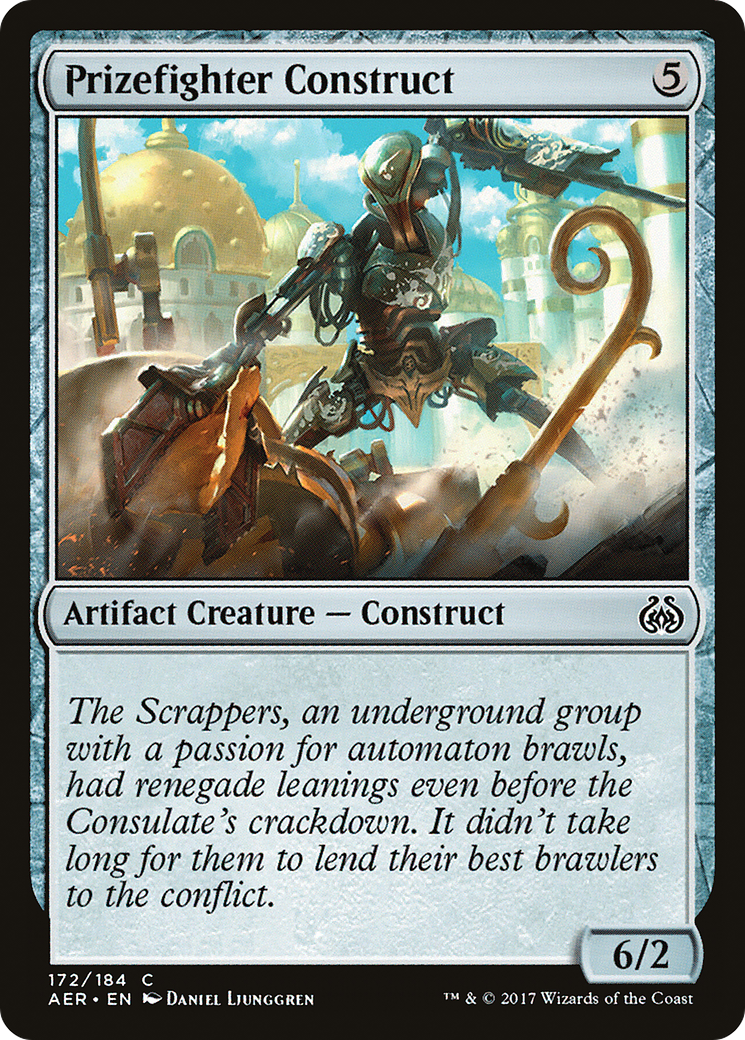 Prizefighter Construct 5
Artifact Creature — Construct
The Scrappers, an underground group
with a passion for automaton brawls,
had renegade leanings even before the
Consulate's crackdown. It didn't take
long for them to lend their best brawlers
to the conflict.
6/2
172/184 C
AER • EN Daniel Ljunggren
™ & © 2017 Wizards of the Coast